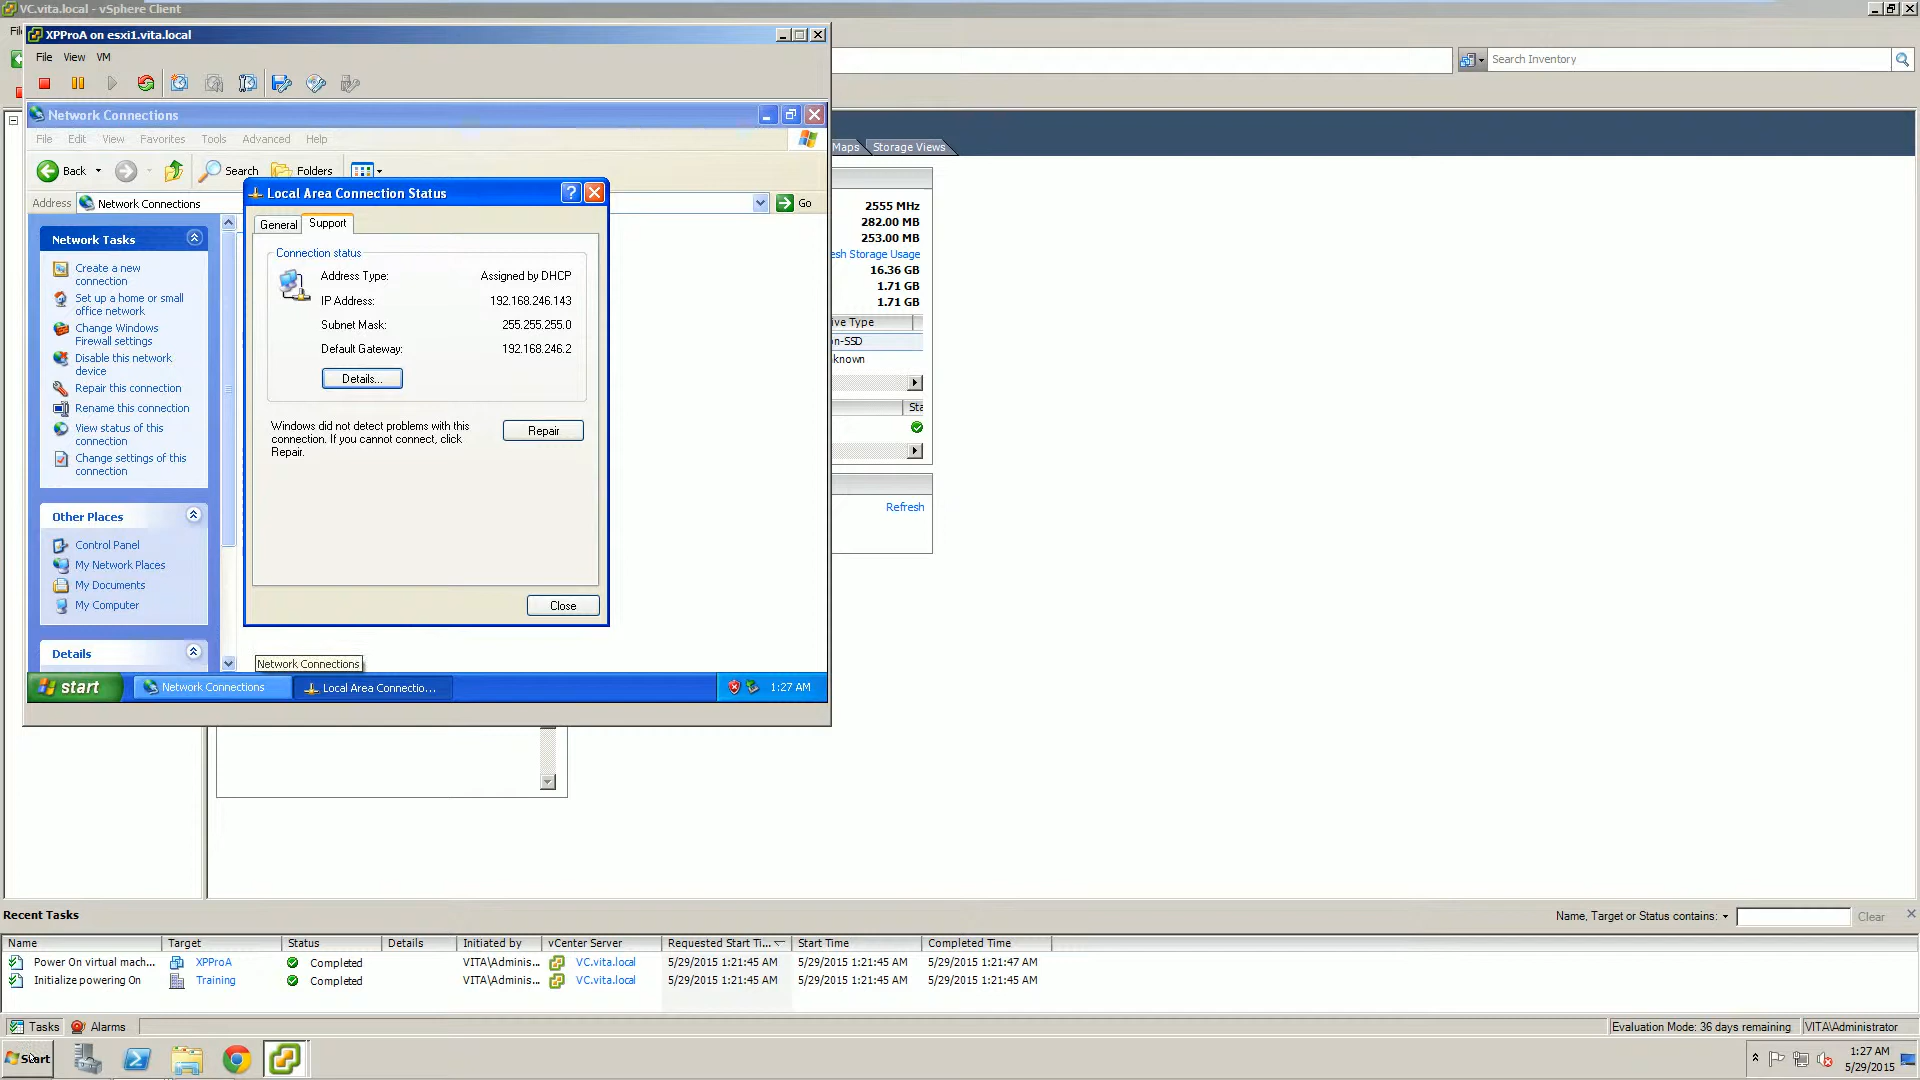 VC.vita.local - vSphere Client
XPProA on esxi1.vita.local
File View VM
Search Inventory
Network Connections
File Edit View Favorites Tools Advanced Help
Maps Storage Views
Back Search Folders
Address Network Connections Go
Local Area Connection Status
General Support
Connection status
Address Type: Assigned by DHCP
IP Address: 192.168.246.143
Subnet Mask: 255.255.255.0
Default Gateway: 192.168.246.2
Details...
Windows did not detect problems with this
connection. If you cannot connect, click
Repair.
Repair
Close
Network Tasks
Create a new
connection
Set up a home or small
office network
Change Windows
Firewall settings
Disable this network
device
Repair this connection
Rename this connection
View status of this
connection
Change settings of this
connection
Other Places
Control Panel
My Network Places
My Documents
My Computer
Details
Network Connections
start Network Connections Local Area Connectio... 1:27 AM
2555 MHz
282.00 MB
253.00 MB
esh Storage Usage
16.36 GB
1.71 GB
1.71 GB
ive Type
on-SSD
known
Sta
Refresh
Recent Tasks
Name, Target or Status contains: Clear
Name Target Status Details Initiated by vCenter Server Requested Start Ti... Start Time Completed Time
Power On virtual mach... XPProA Completed VITA\Adminis... VC.vita.local 5/29/2015 1:21:45 AM 5/29/2015 1:21:45 AM 5/29/2015 1:21:47 AM
Initialize powering On Training Completed VITA\Adminis... VC.vita.local 5/29/2015 1:21:45 AM 5/29/2015 1:21:45 AM 5/29/2015 1:21:45 AM
Tasks Alarms Evaluation Mode: 36 days remaining VITA\Administrator
Start
1:27 AM
5/29/2015